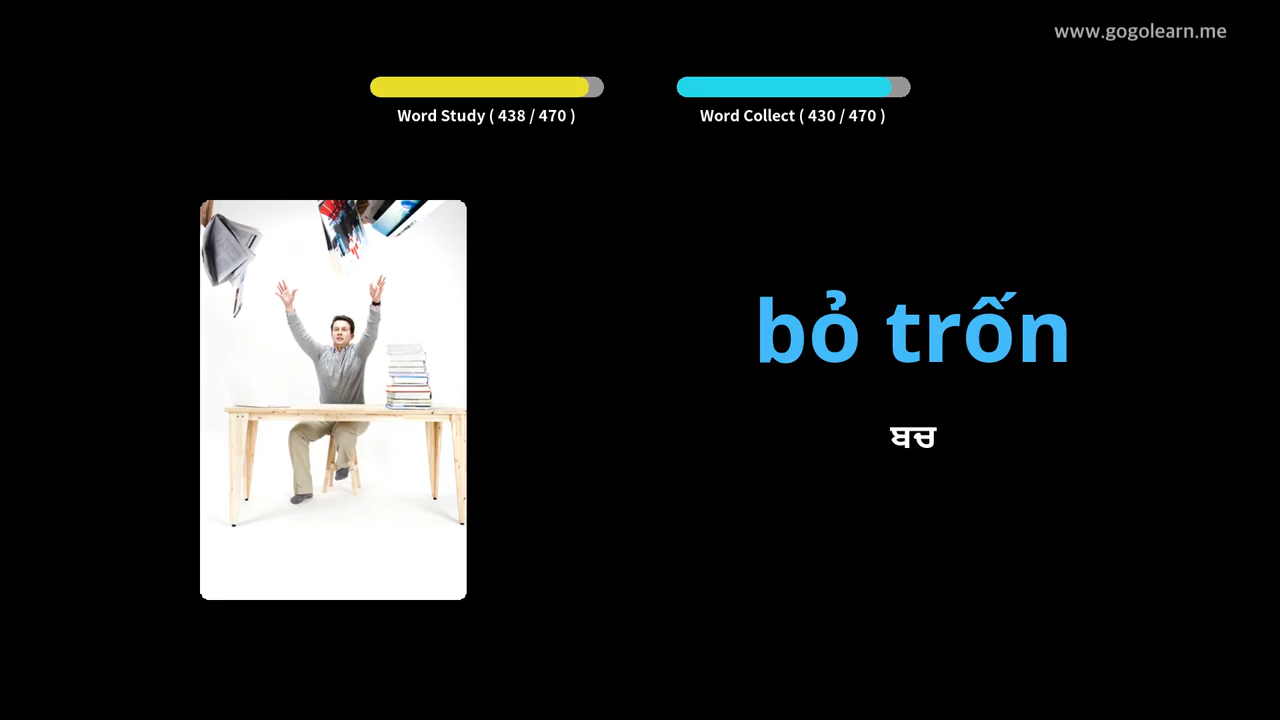 www.gogolearn.me
Word Study ( 438 / 470 )
Word Collect ( 430 / 470 )
bỏ trốn
ਬਚ